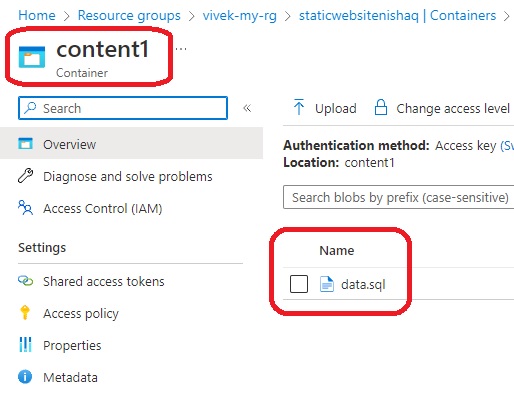 Home > Resource groups > vivek-my-rg > staticwebsitenishaq | Containers >
content1 ...
Container
Search «
Upload Change access level
Overview
Authentication method: Access key (Sw
Location: content1
Diagnose and solve problems
Search blobs by prefix (case-sensitive)
Access Control (IAM)
Settings
Name
Shared access tokens
data.sql
Access policy
Properties
Metadata